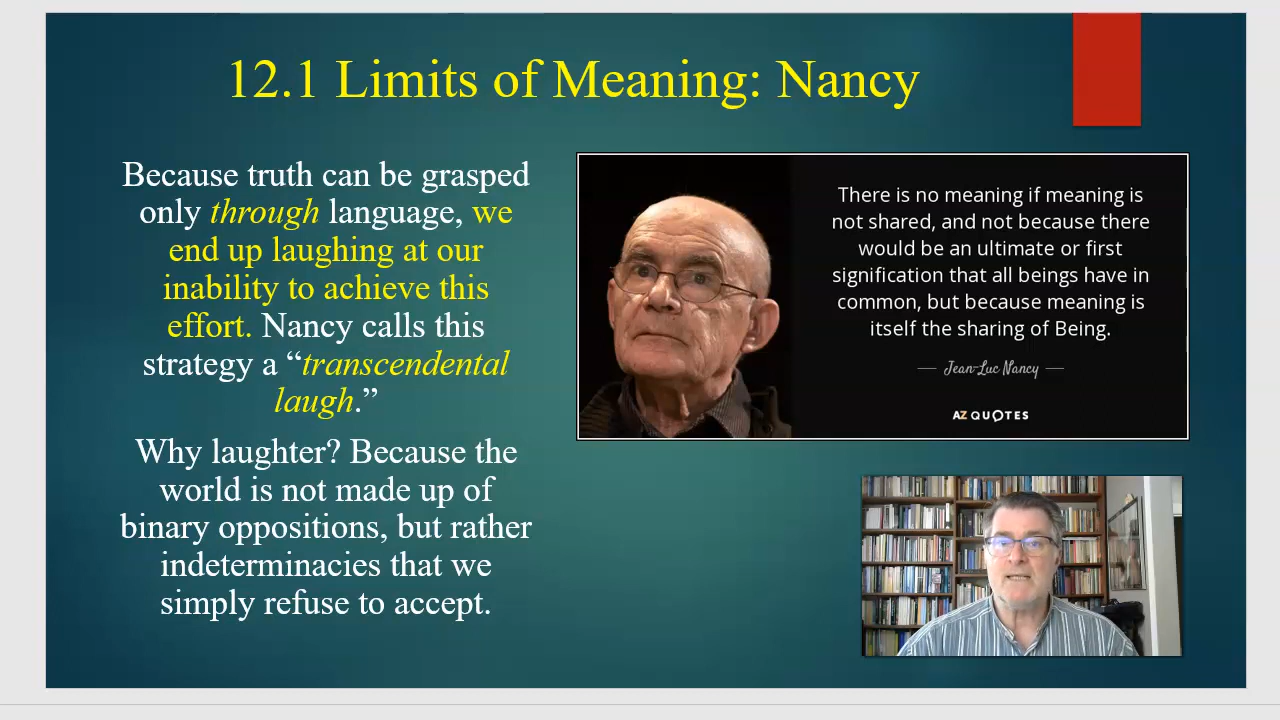 12.1 Limits of Meaning: Nancy
Because truth can be grasped
only through language, we
end up laughing at our
inability to achieve this
effort. Nancy calls this
strategy a “transcendental
laugh.”
Why laughter? Because the
world is not made up of
binary oppositions, but rather
indeterminacies that we
simply refuse to accept.
There is no meaning if meaning is
not shared, and not because there
would be an ultimate or first
signification that all beings have in
common, but because meaning is
itself the sharing of Being.
Jean-Luc Nancy
AZ QUOTES